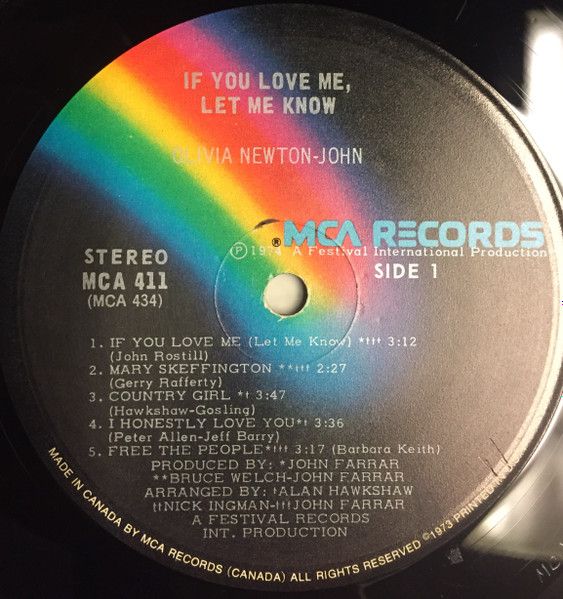 IF YOU LOVE ME,
LET ME KNOW
OLIVIA NEWTON-JOHN
®MCA RECORDS
Ⓟ1974 A Festival International Production
STEREO
MCA 411
(MCA 434)
SIDE 1
1. IF YOU LOVE ME (Let Me Know) *††† 3:12
(John Rostill)
2. MARY SKEFFINGTON **††† 2:27
(Gerry Rafferty)
3. COUNTRY GIRL *† 3:47
(Hawkshaw-Gosling)
4. I HONESTLY LOVE YOU*† 3:36
(Peter Allen-Jeff Barry)
5. FREE THE PEOPLE*††† 3:17 (Barbara Keith)
PRODUCED BY: *JOHN FARRAR
**BRUCE WELCH-JOHN FARRAR
ARRANGED BY: †ALAN HAWKSHAW
††NICK INGMAN-†††JOHN FARRAR
A FESTIVAL RECORDS
INT. PRODUCTION
MADE IN CANADA BY MCA RECORDS (CANADA) ALL RIGHTS RESERVED ©1973 PRINTED